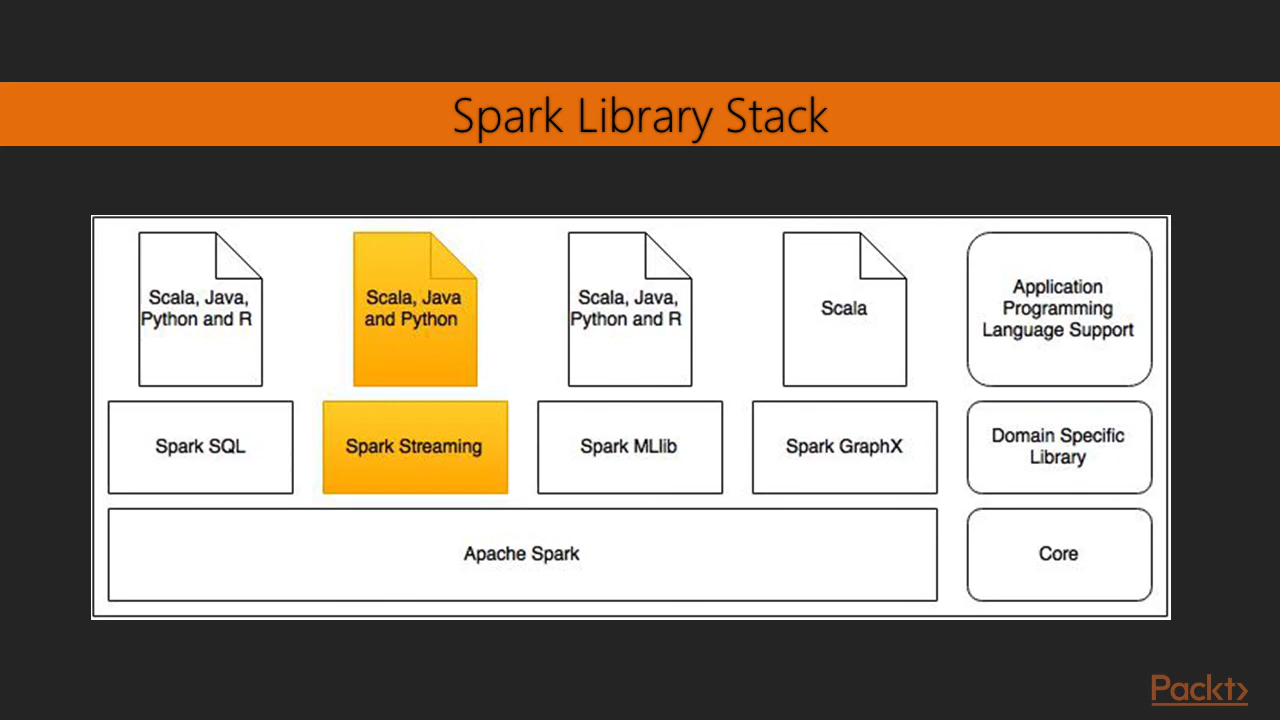 Spark Library Stack
Scala, Java,
Python and R
Scala, Java
and Python
Scala, Java,
Python and R
Scala
Application
Programming
Language Support
Spark SQL
Spark Streaming
Spark MLlib
Spark GraphX
Domain Specific
Library
Apache Spark
Core
Packt>